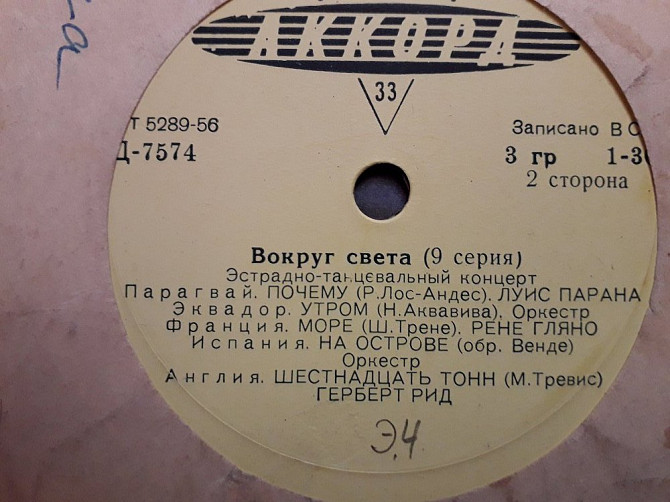 АККОРД
33
Т 5289-56
Записано В С
Д-7574
3 гр 1-3
2 сторона
Вокруг света (9 серия)
Эстрадно-танцевальный концерт
Парагвай. ПОЧЕМУ (Р.Лос-Андес). ЛУИС ПАРАНА
Эквадор. УТРОМ (Н.Аквавива), Оркестр
Франция. МОРЕ (Ш.Трене). РЕНЕ ГЛЯНО
Испания. НА ОСТРОВЕ (обр. Венде)
Оркестр
Англия. ШЕСТНАДЦАТЬ ТОНН (М.Тревис)
ГЕРБЕРТ РИД
Э,4